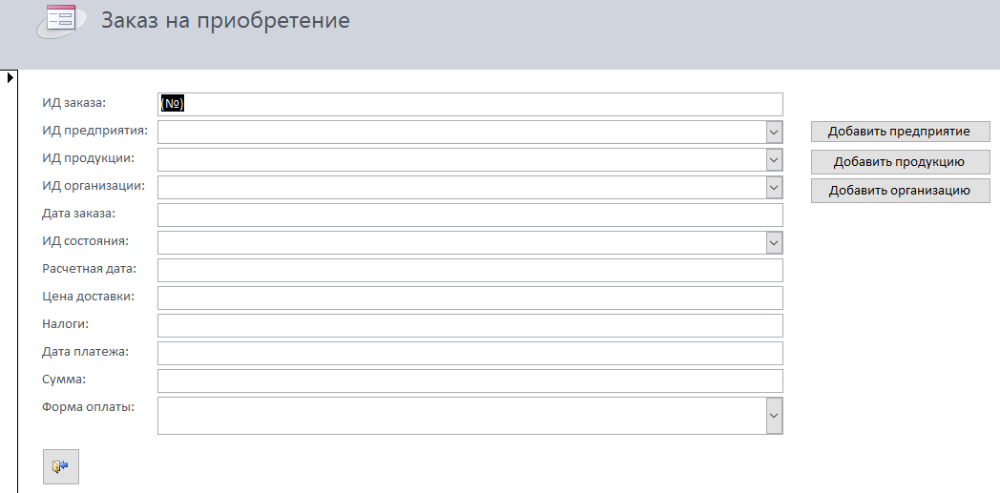 Заказ на приобретение
ИД заказа: (№)
ИД предприятия: Добавить предприятие
ИД продукции: Добавить продукцию
ИД организации: Добавить организацию
Дата заказа:
ИД состояния:
Расчетная дата:
Цена доставки:
Налоги:
Дата платежа:
Сумма:
Форма оплаты: